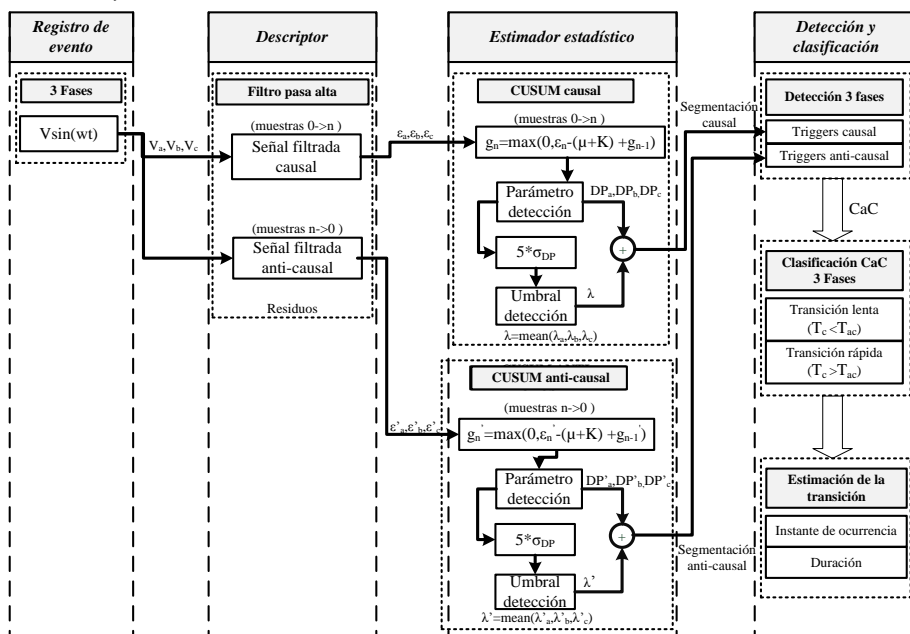 Registro de
evento
Descriptor
Estimador estadístico
Detección y
clasificación
3 Fases
Vsin(wt)
Va,Vb,Vc
Filtro pasa alta
(muestras 0->n )
Señal filtrada
causal
(muestras n->0 )
Señal filtrada
anti-causal
Residuos
εa,εb,εc
ε'a,ε'b,ε'c
CUSUM causal
(muestras 0->n )
gn=max(0,εn-(μ+K) +gn-1)
Parámetro
detección
DPa,DPb,DPc
5*σDP
+
Umbral
detección
λ
λ=mean(λa,λb,λc)
CUSUM anti-causal
(muestras n->0 )
gn'=max(0,εn'-(μ+K) +gn-1')
Parámetro
detección
DP'a,DP'b,DP'c
5*σDP
+
Umbral
detección
λ'
λ'=mean(λ'a,λ'b,λ'c)
Segmentación
causal
Segmentación
anti-causal
Detección 3 fases
Triggers causal
Triggers anti-causal
CaC
Clasificación CaC
3 Fases
Transición lenta
(Tc<Tac)
Transición rápida
(Tc>Tac)
Estimación de la
transición
Instante de ocurrencia
Duración